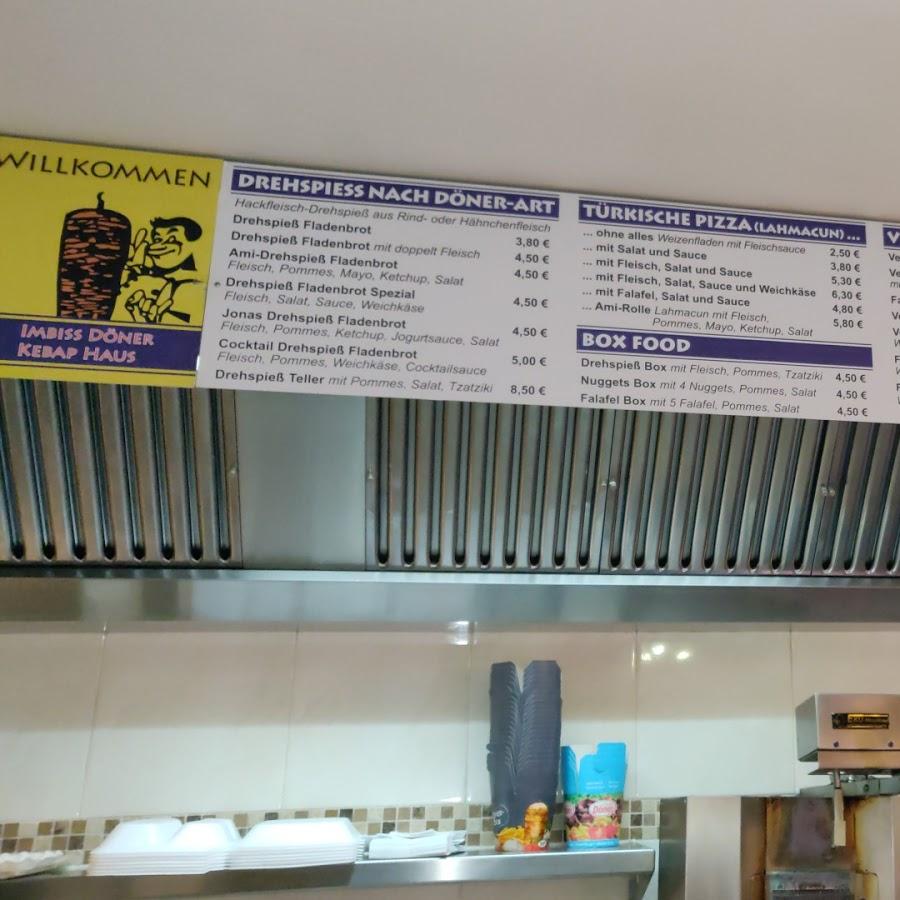 WILLKOMMEN
IMBISS DÖNER
KEBAP HAUS
DREHSPIESS NACH DÖNER-ART
Hackfleisch-Drehspieß aus Rind- oder Hähnchenfleisch
Drehspieß Fladenbrot 3,80 €
Drehspieß Fladenbrot mit doppelt Fleisch 4,50 €
Ami-Drehspieß Fladenbrot 4,50 €
Fleisch, Pommes, Mayo, Ketchup, Salat
Drehspieß Fladenbrot Spezial
Fleisch, Salat, Sauce, Weichkäse 4,50 €
Jonas Drehspieß Fladenbrot
Fleisch, Pommes, Ketchup, Jogurtsauce, Salat 4,50 €
Cocktail Drehspieß Fladenbrot
Fleisch, Pommes, Weichkäse, Cocktailsauce 5,00 €
Drehspieß Teller mit Pommes, Salat, Tzatziki 8,50 €
TÜRKISCHE PIZZA (LAHMACUN) ...
... ohne alles Weizenfladen mit Fleischsauce 2,50 €
... mit Salat und Sauce 3,80 €
... mit Fleisch, Salat und Sauce 5,30 €
... mit Fleisch, Salat, Sauce und Weichkäse 6,30 €
... mit Falafel, Salat und Sauce 4,80 €
... Ami-Rolle Lahmacun mit Fleisch, 5,80 €
Pommes, Mayo, Ketchup, Salat
BOX FOOD
Drehspieß Box mit Fleisch, Pommes, Tzatziki 4,50 €
Nuggets Box mit 4 Nuggets, Pommes, Salat 4,50 €
Falafel Box mit 5 Falafel, Pommes, Salat 4,50 €